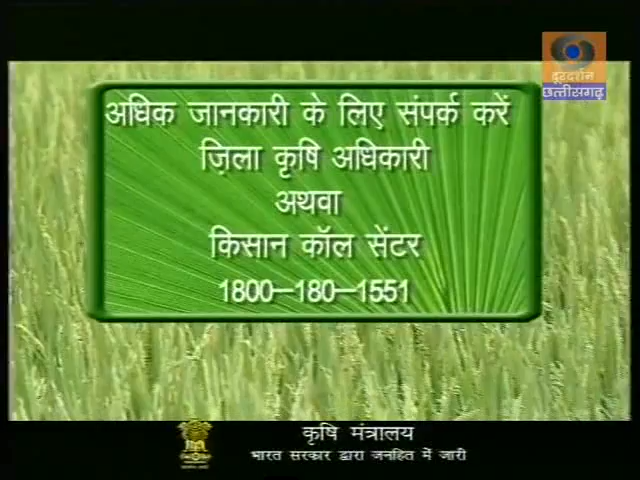 दूरदर्शन
छत्तीसगढ़
अधिक जानकारी के लिए संपर्क करें
ज़िला कृषि अधिकारी
अथवा
किसान कॉल सेंटर
1800-180-1551
कृषि मंत्रालय
भारत सरकार द्वारा जनहित में जारी